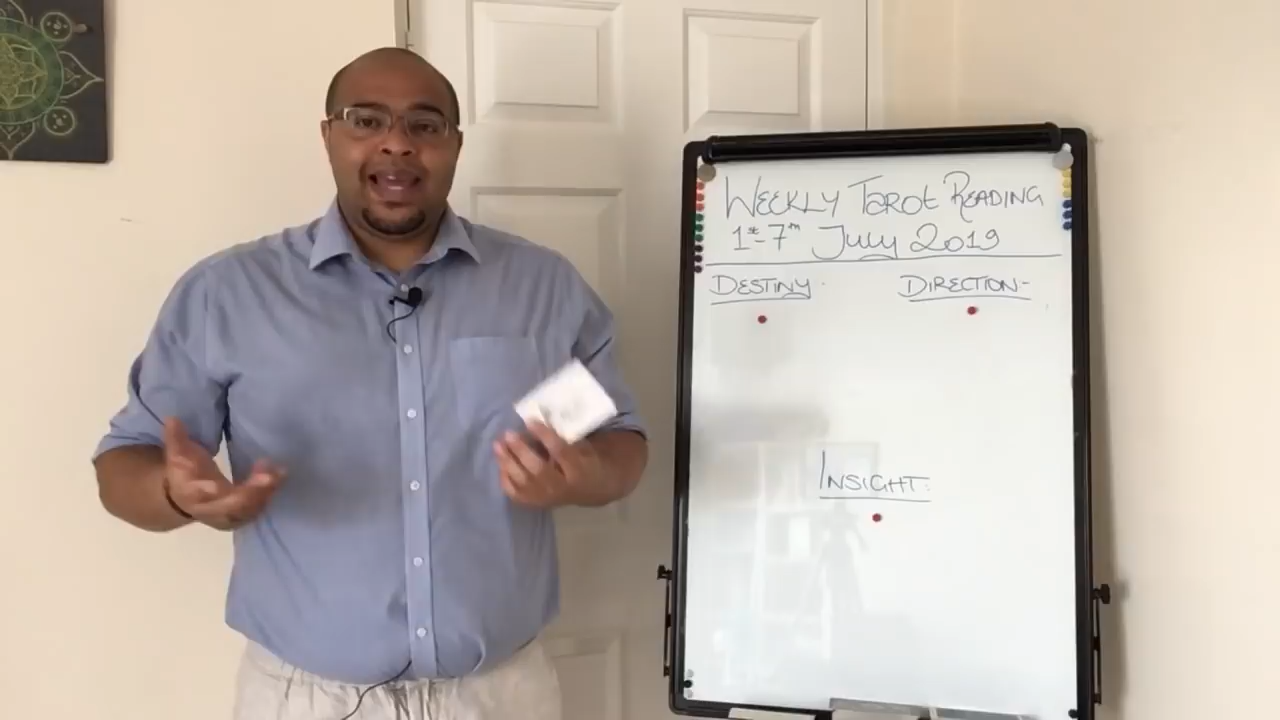 WEEKLY TAROT READING
1st-7th JULY 2019
DESTINY-
DIRECTION-
INSIGHT: